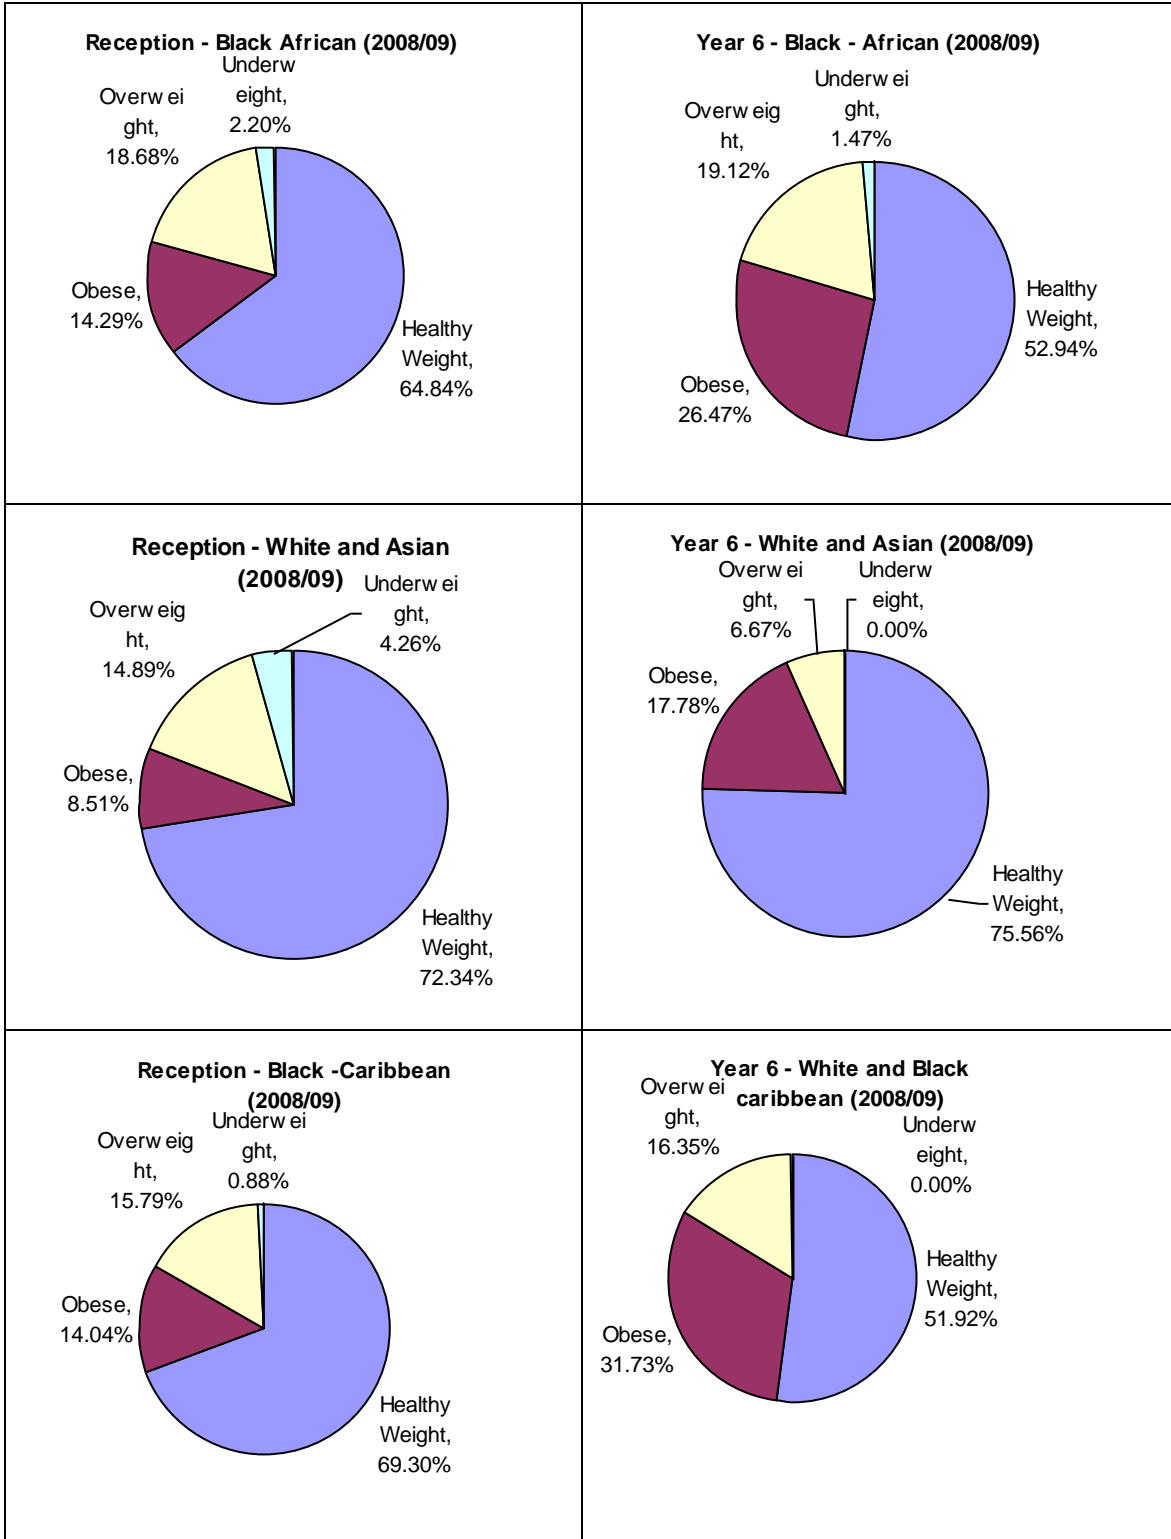 Reception - Black African (2008/09)
Underw eight,
2.20%
Overw ei
ght,
18.68%
Obese,
14.29%
Healthy
Weight,
64.84%
Year 6 - Black - African (2008/09)
Underw ei
ght,
1.47%
Overw eig
ht,
19.12%
Healthy
Weight,
52.94%
Obese,
26.47%
Reception - White and Asian
(2008/09)
Underw ei
ght,
4.26%
Overw eig
ht,
14.89%
Obese,
8.51%
Healthy
Weight,
72.34%
Year 6 - White and Asian (2008/09)
Overw ei
ght,
6.67%
Underw
eight,
0.00%
Obese,
17.78%
Healthy
Weight,
75.56%
Reception - Black -Caribbean
(2008/09)
Underw ei
ght,
0.88%
Overw eig
ht,
15.79%
Obese,
14.04%
Healthy
Weight,
69.30%
Year 6 - White and Black
caribbean (2008/09)
Overw ei
ght,
16.35%
Underw
eight,
0.00%
Healthy
Weight,
51.92%
Obese,
31.73%